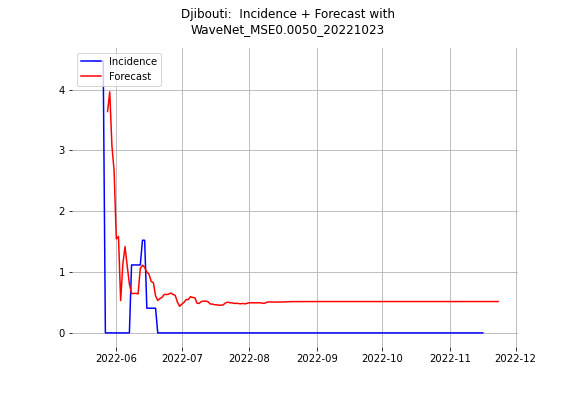 Djibouti:  Incidence + Forecast with
WaveNet_MSE0.0050_20221023
Incidence
Forecast
4
3
2
1
0
2022-06 2022-07 2022-08 2022-09 2022-10 2022-11 2022-12